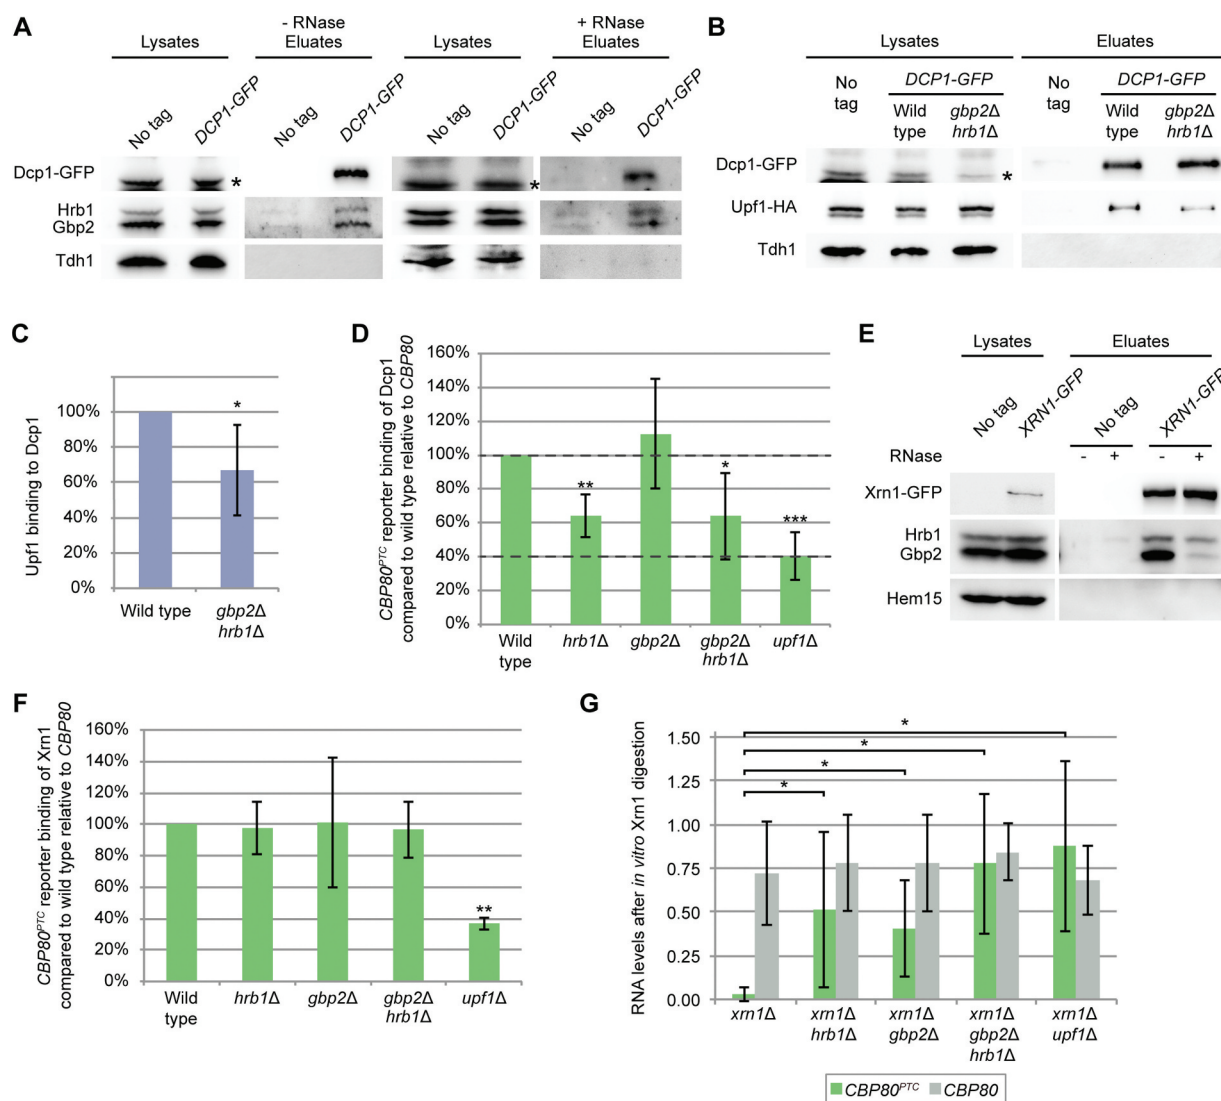 A
- RNase
+ RNase
Lysates
Eluates
Lysates
Eluates
No tag
DCP1-GFP
No tag
DCP1-GFP
No tag
DCP1-GFP
No tag
DCP1-GFP
Dcp1-GFP
*
*
Hrb1
Gbp2
Tdh1
B
Lysates
Eluates
No tag
DCP1-GFP
Wild type
gbp2Δ hrb1Δ
No tag
DCP1-GFP
Wild type
gbp2Δ hrb1Δ
Dcp1-GFP
*
Upf1-HA
Tdh1
C
Upf1 binding to Dcp1
100%
80%
60%
40%
20%
0%
*
Wild type
gbp2Δ
hrb1Δ
D
CBP80PTC reporter binding of Dcp1
compared to wild type relative to CBP80
160%
140%
120%
100%
80%
60%
40%
20%
0%
**
*
***
Wild type
hrb1Δ
gbp2Δ
gbp2Δ hrb1Δ
upf1Δ
E
Lysates
Eluates
No tag
XRN1-GFP
No tag
XRN1-GFP
RNase - + - +
Xrn1-GFP
Hrb1
Gbp2
Hem15
F
CBP80PTC reporter binding of Xrn1
compared to wild type relative to CBP80
160%
140%
120%
100%
80%
60%
40%
20%
0%
**
Wild type
hrb1Δ
gbp2Δ
gbp2Δ hrb1Δ
upf1Δ
G
RNA levels after in vitro Xrn1 digestion
1.50
1.25
1.00
0.75
0.50
0.25
0.00
*
*
*
*
xrn1Δ
xrn1Δ hrb1Δ
xrn1Δ gbp2Δ
xrn1Δ gbp2Δ hrb1Δ
xrn1Δ upf1Δ
CBP80PTC CBP80